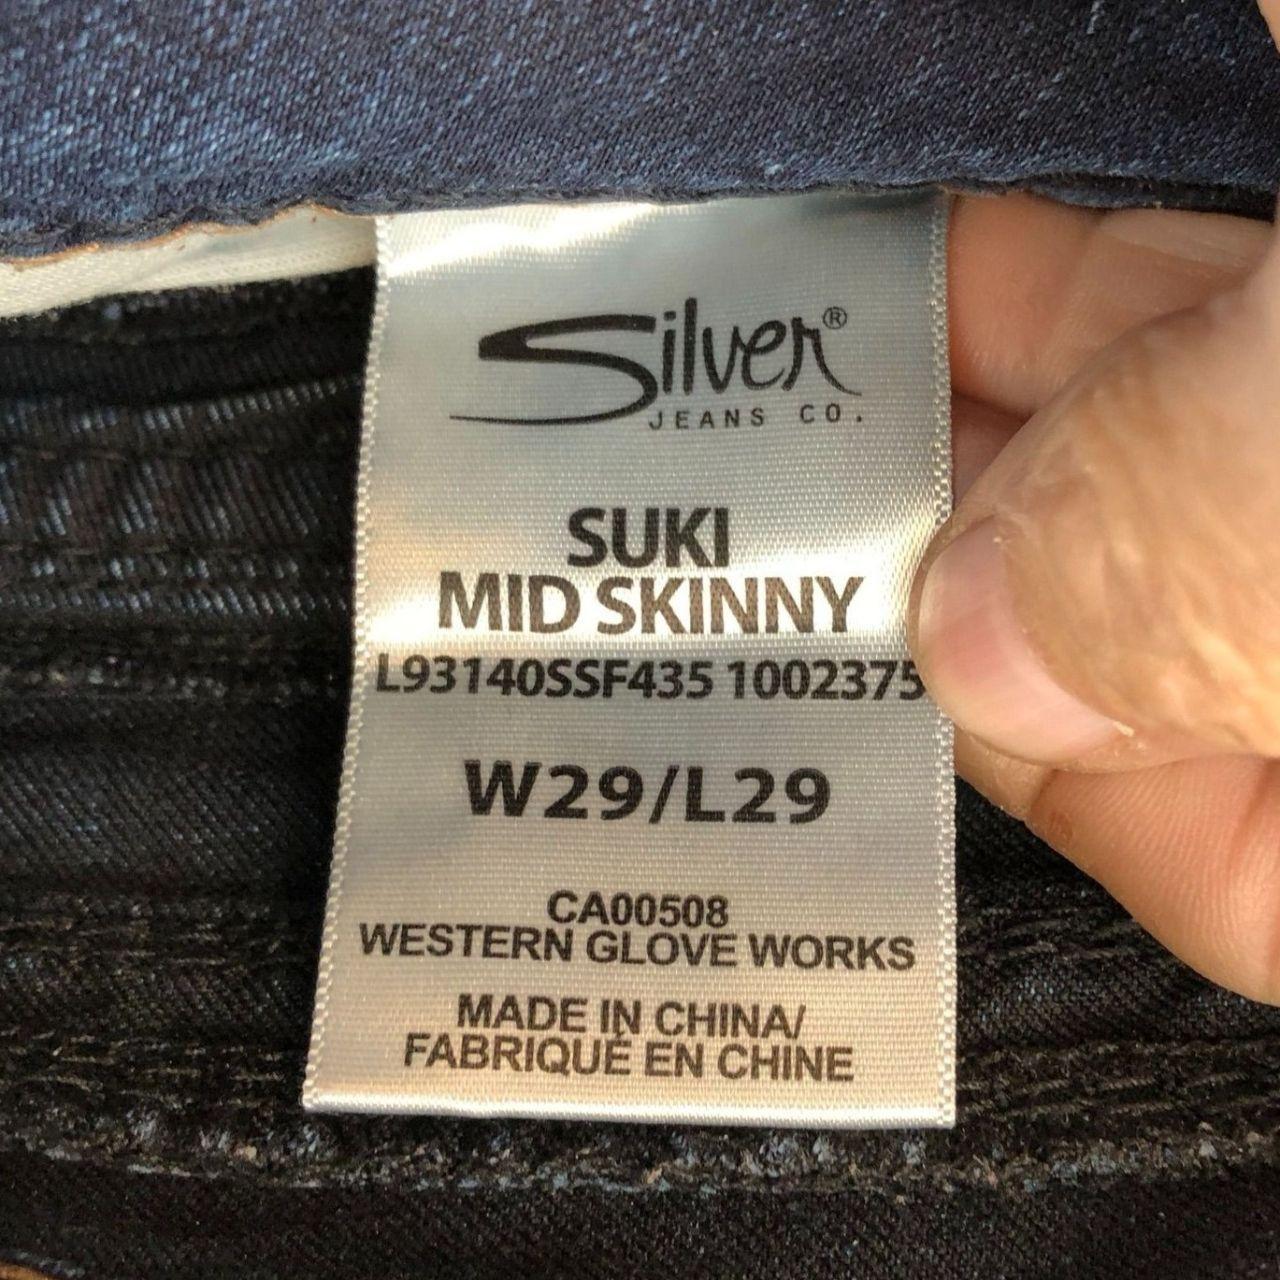 Silver®
JEANS CO.
SUKI
MID SKINNY
L93140SSF435 1002375
W29/L29
CA00508
WESTERN GLOVE WORKS
MADE IN CHINA/
FABRIQUÉ EN CHINE